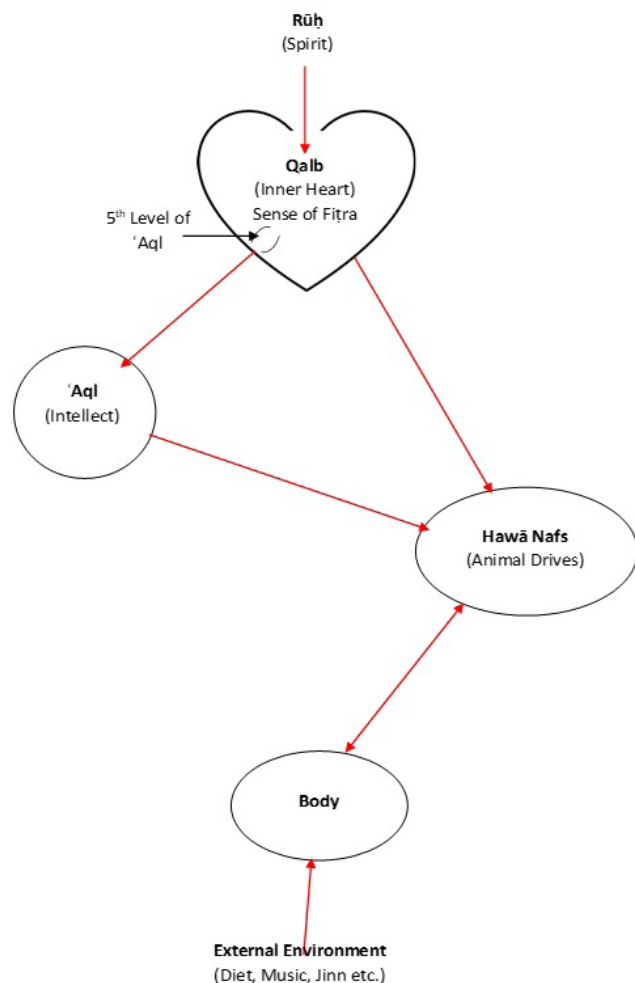 Rūḥ
(Spirit)
Qalb
(Inner Heart)
Sense of Fiṭra
5th Level of
ʿAql
ʿAql
(Intellect)
Hawā Nafs
(Animal Drives)
Body
External Environment
(Diet, Music, Jinn etc.)